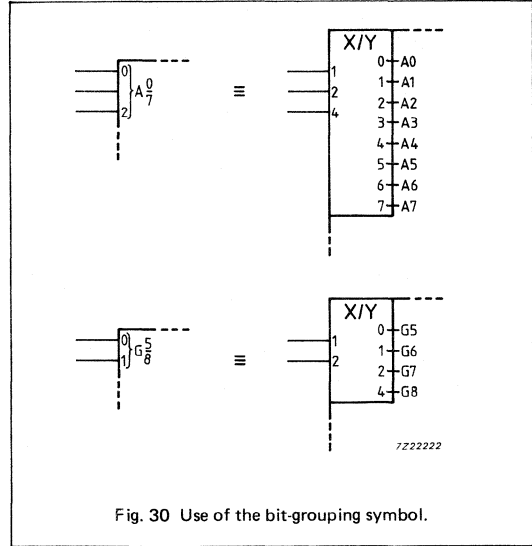 X/Y
0
2
A 0/7
≡
1
2
4
0 A0
1 A1
2 A2
3 A3
4 A4
5 A5
6 A6
7 A7
X/Y
0
1
G 5/8
≡
1
2
0 G5
1 G6
2 G7
4 G8
7Z22222
Fig. 30 Use of the bit-grouping symbol.